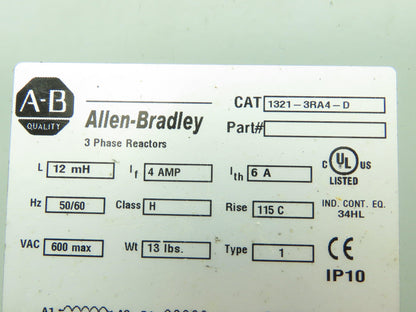 A-B
QUALITY
Allen-Bradley
3 Phase Reactors
CAT 1321-3RA4-D
Part#
L 12 mH If 4 AMP Ith 6 A
C UL US
LISTED
Hz 50/60 Class H Rise 115 C
IND. CONT. EQ.
34HL
VAC 600 max Wt 13 lbs. Type 1
CE
IP10